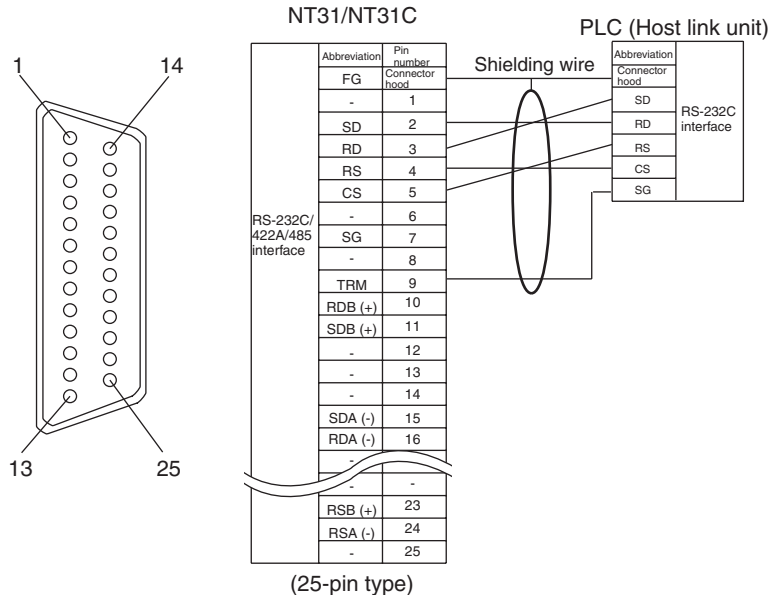 NT31/NT31C
PLC (Host link unit)
1
14
13
25
Abbreviation Pin number
FG Connector hood
- 1
SD 2
RD 3
RS 4
CS 5
- 6
SG 7
- 8
TRM 9
RDB (+) 10
SDB (+) 11
- 12
- 13
- 14
SDA (-) 15
RDA (-) 16
-
- -
RSB (+) 23
RSA (-) 24
- 25
RS-232C/
422A/485
interface
Shielding wire
Abbreviation
Connector
hood
SD
RD
RS
CS
SG
RS-232C
interface
(25-pin type)